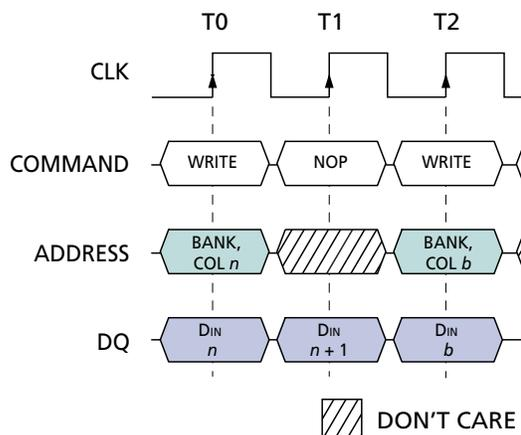 T0 T1 T2
CLK
COMMAND WRITE NOP WRITE
ADDRESS BANK, COL n BANK, COL b
DQ DIN n DIN n + 1 DIN b
DON'T CARE